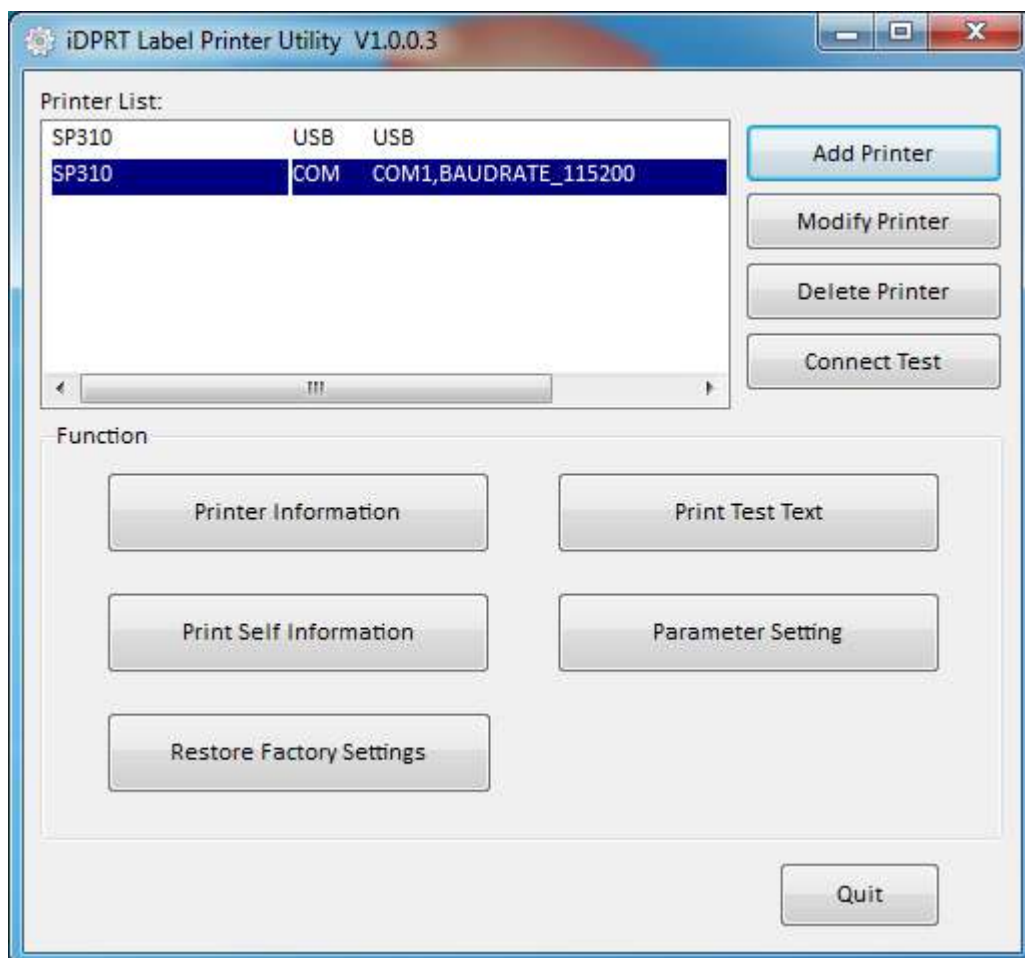 iDPRT Label Printer Utility V1.0.0.3
Printer List:
SP310 USB USB
SP310 COM COM1,BAUDRATE_115200
Add Printer
Modify Printer
Delete Printer
Connect Test
Function
Printer Information
Print Test Text
Print Self Information
Parameter Setting
Restore Factory Settings
Quit